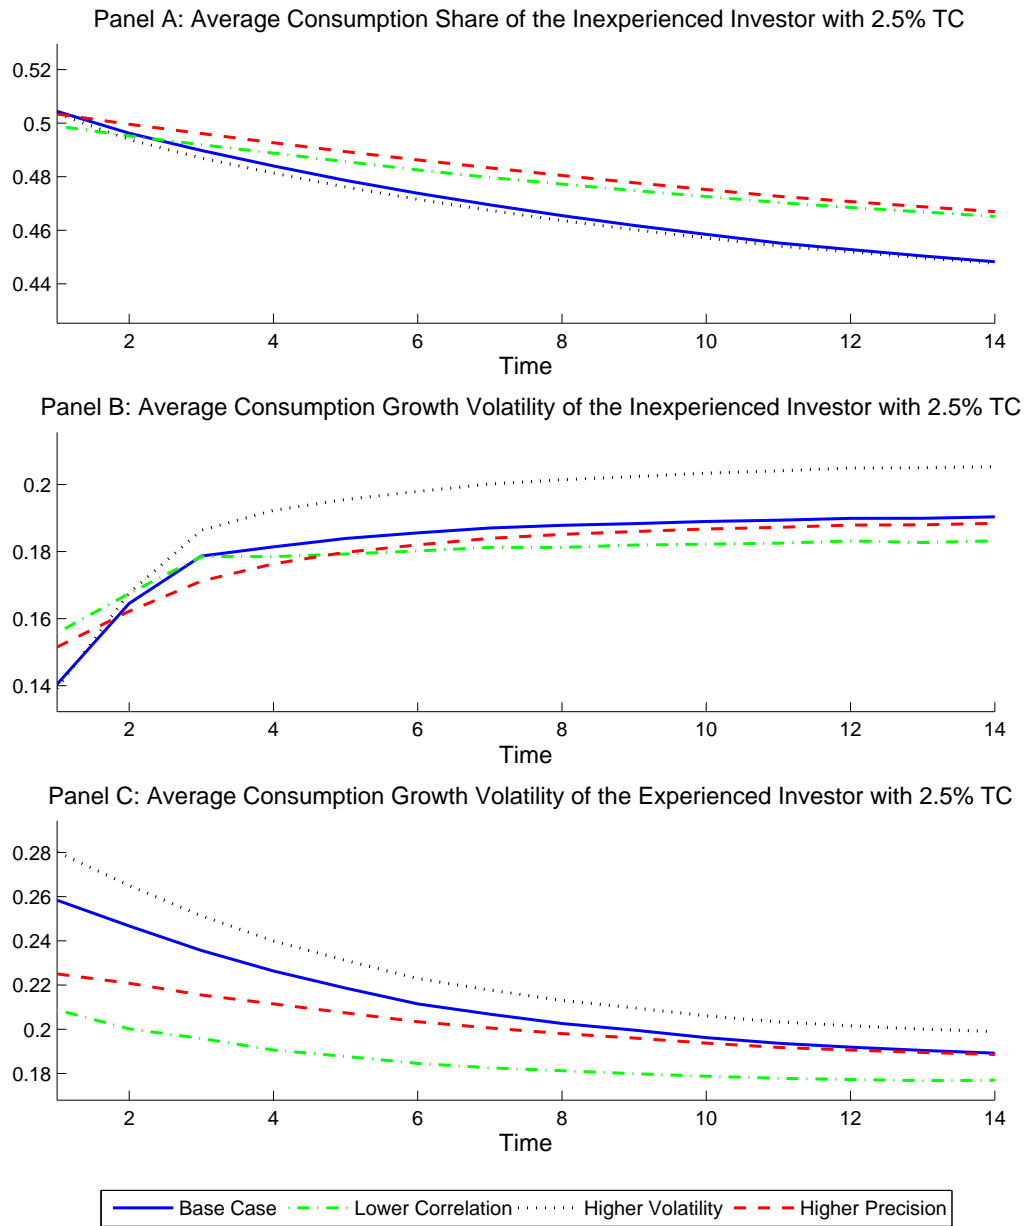 Panel A: Average Consumption Share of the Inexperienced Investor with 2.5% TC
0.52
0.5
0.48
0.46
0.44
2 4 6 8 10 12 14
Time
Panel B: Average Consumption Growth Volatility of the Inexperienced Investor with 2.5% TC
0.2
0.18
0.16
0.14
2 4 6 8 10 12 14
Time
Panel C: Average Consumption Growth Volatility of the Experienced Investor with 2.5% TC
0.28
0.26
0.24
0.22
0.2
0.18
2 4 6 8 10 12 14
Time
Base Case Lower Correlation Higher Volatility Higher Precision